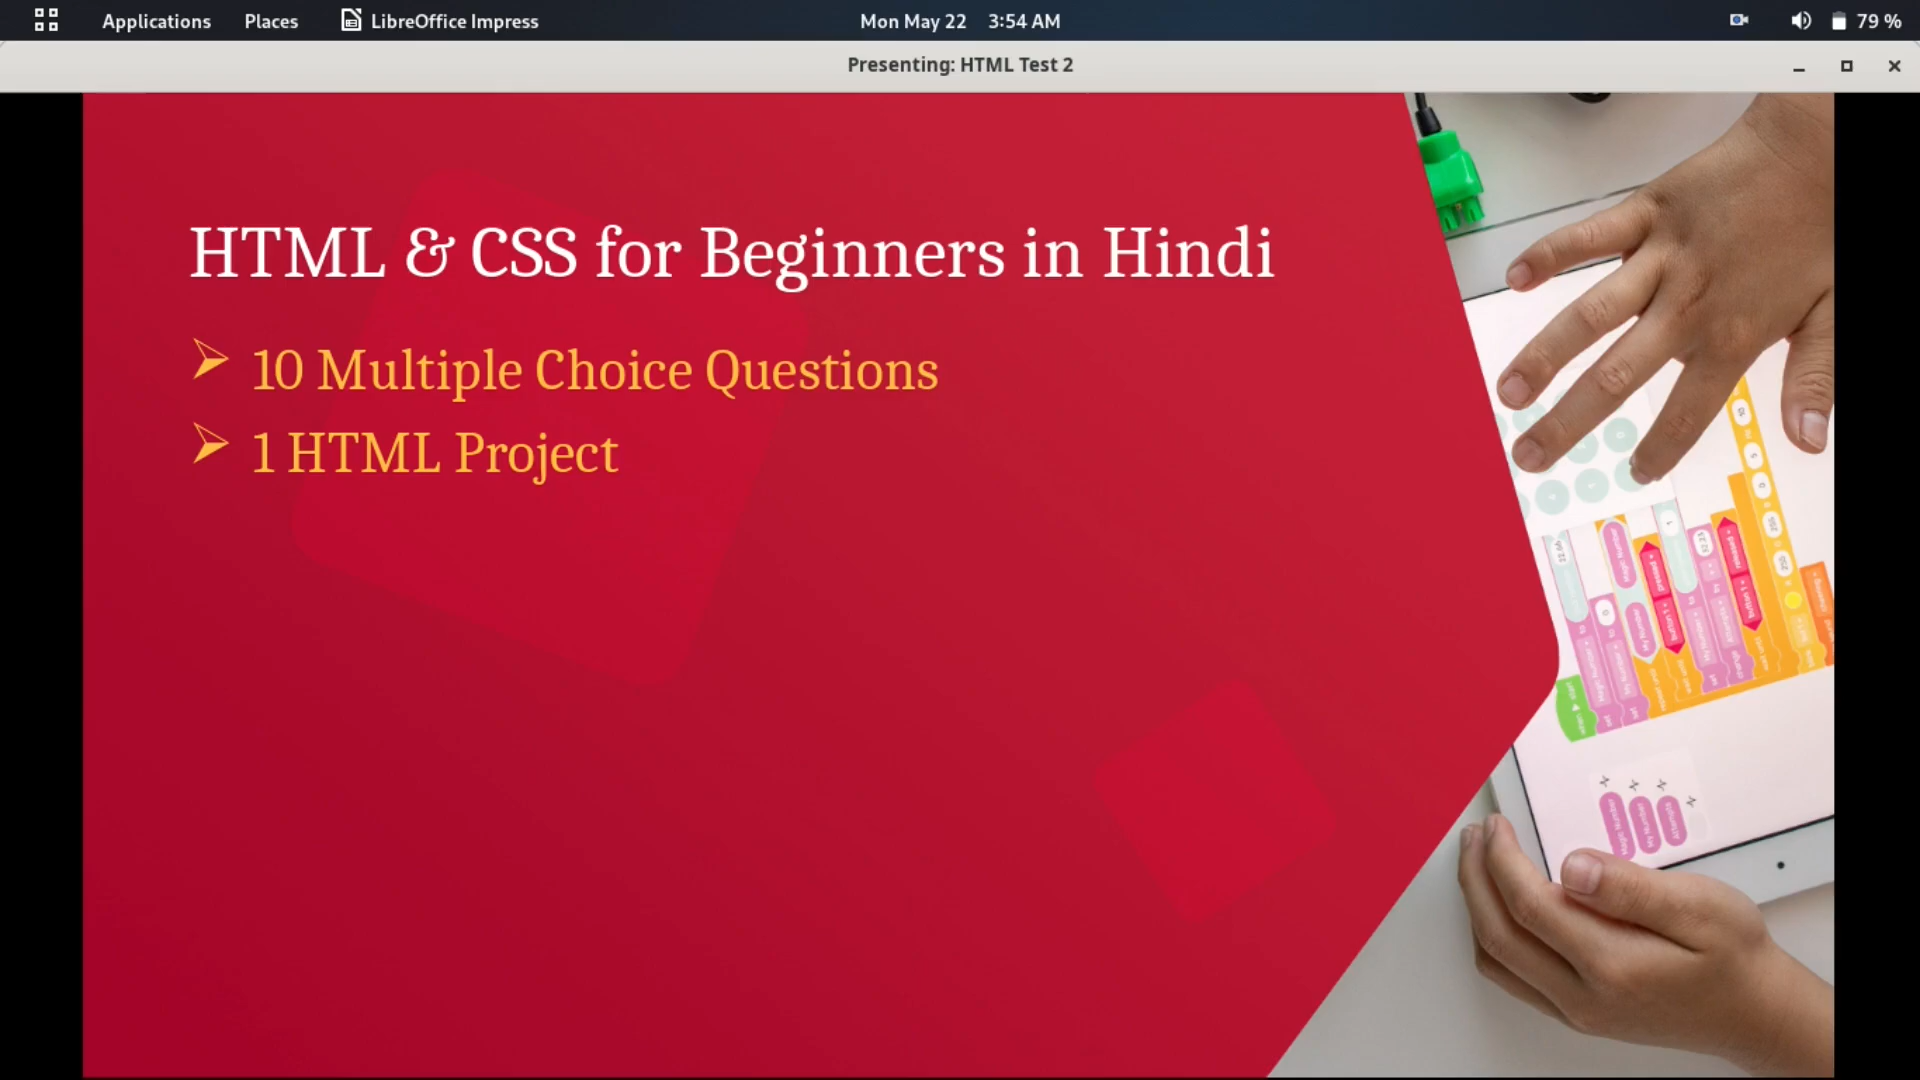 Applications Places LibreOffice Impress Mon May 22 3:54 AM 79 %
Presenting: HTML Test 2
HTML & CSS for Beginners in Hindi
➢ 10 Multiple Choice Questions
➢ 1 HTML Project